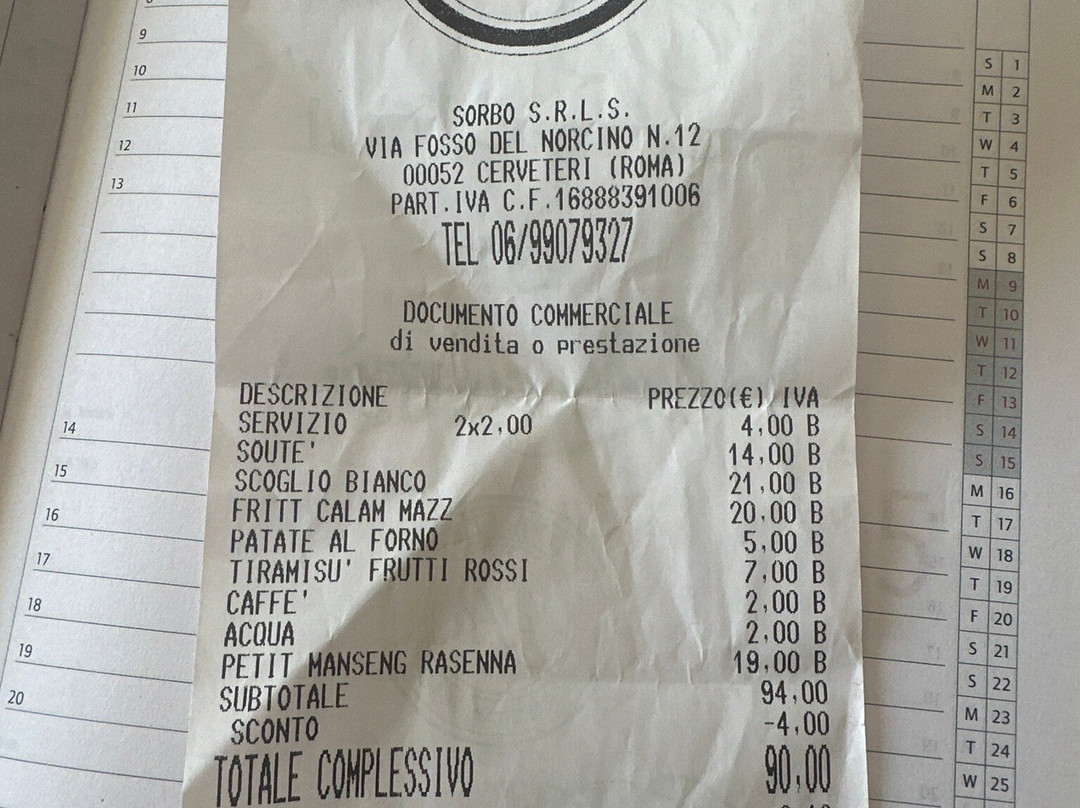 SORBO S.R.L.S.
VIA FOSSO DEL NORCINO N.12
00052 CERVETERI (ROMA)
PART.IVA C.F.16888391006
TEL 06/99079327
DOCUMENTO COMMERCIALE
di vendita o prestazione
DESCRIZIONE PREZZO(€) IVA
SERVIZIO 2x2,00 4,00 B
SOUTE' 14,00 B
SCOGLIO BIANCO 21,00 B
FRITT CALAM MAZZ 20,00 B
PATATE AL FORNO 5,00 B
TIRAMISU' FRUTTI ROSSI 7,00 B
CAFFE' 2,00 B
ACQUA 2,00 B
PETIT MANSENG RASENNA 19,00 B
SUBTOTALE 94,00
SCONTO -4,00
TOTALE COMPLESSIVO 90,00
9
10
11
12
13
14
15
16
17
18
19
20
S 1
M 2
T 3
W 4
T 5
F 6
S 7
S 8
M 9
T 10
W 11
T 12
F 13
S 14
S 15
M 16
T 17
W 18
T 19
F 20
S 21
S 22
M 23
T 24
W 25